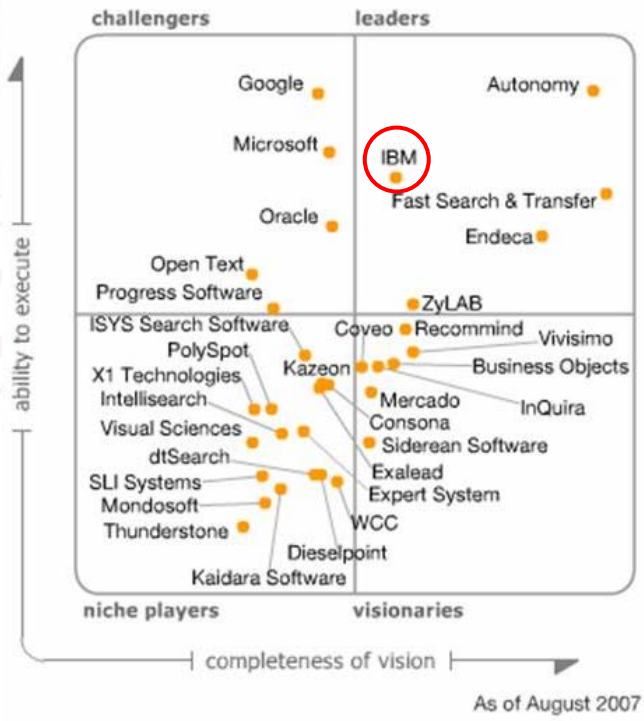 challengers
leaders
Google
Autonomy
Microsoft
IBM
Fast Search & Transfer
Oracle
Endeca
Open Text
Progress Software
ZyLAB
ISYS Search Software
Coveo
Recommind
Vivisimo
PolySpot
Kazeon
Business Objects
X1 Technologies
Intellisearch
Mercado
InQuira
Consona
Visual Sciences
Siderean Software
dtSearch
Exalead
SLI Systems
Expert System
Mondosoft
WCC
Thunderstone
Dieselpoint
Kaidara Software
niche players
visionaries
ability to execute
completeness of vision
As of August 2007